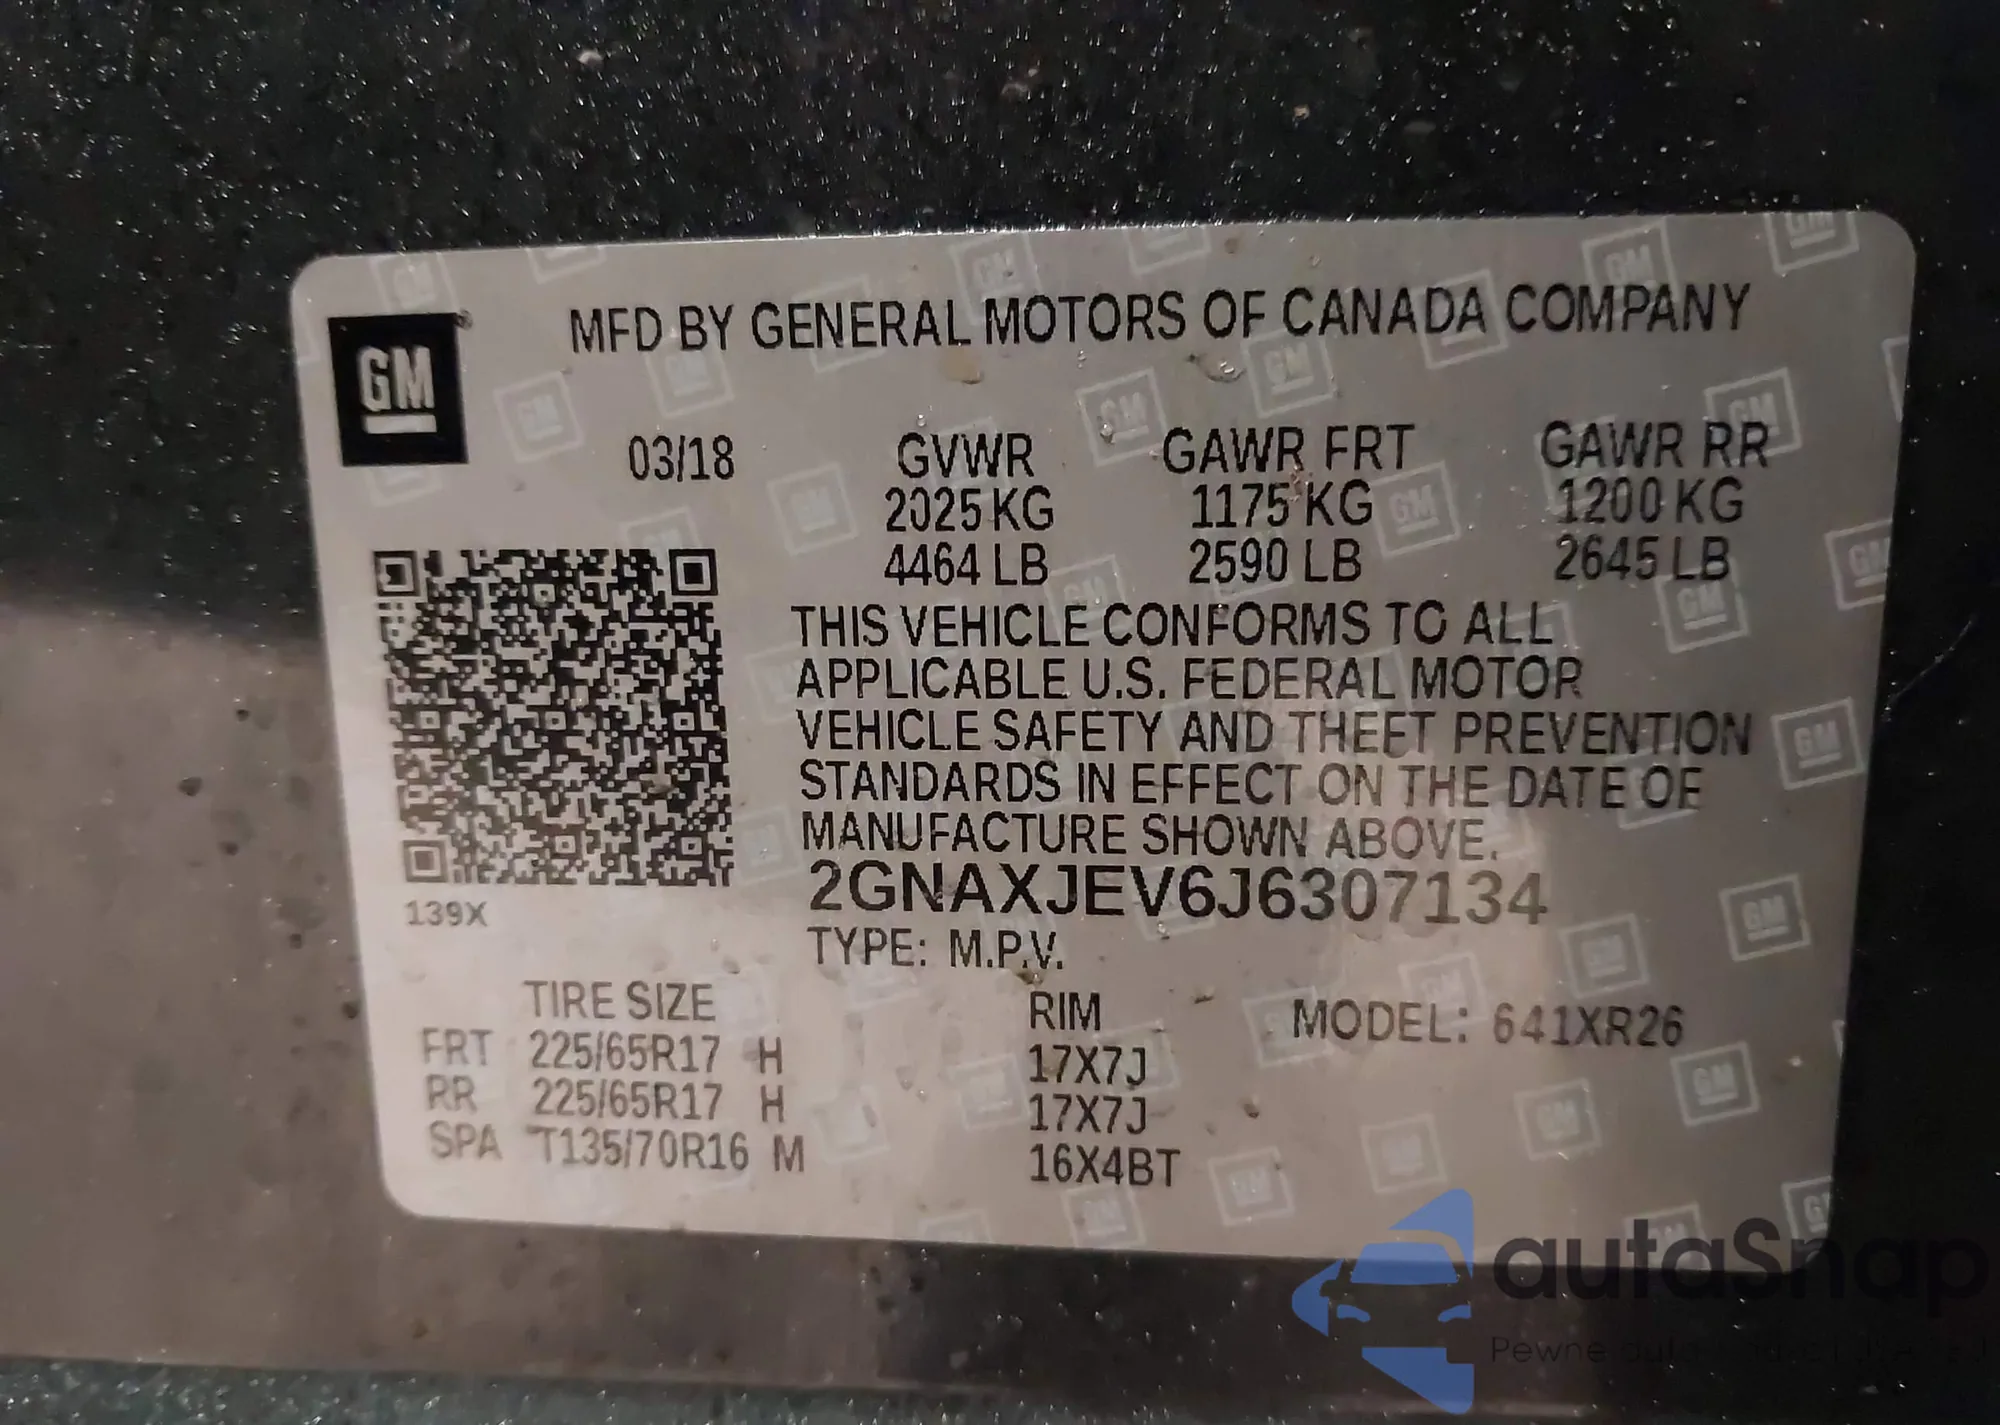 MFD BY GENERAL MOTORS OF CANADA COMPANY
GM
03/18 GVWR GAWR FRT GAWR RR
2025 KG 1175 KG 1200 KG
4464 LB 2590 LB 2645 LB
THIS VEHICLE CONFORMS TO ALL
APPLICABLE U.S. FEDERAL MOTOR
VEHICLE SAFETY AND THEFT PREVENTION
STANDARDS IN EFFECT ON THE DATE OF
MANUFACTURE SHOWN ABOVE.
2GNAXJEV6J6307134
139X
TYPE: M.P.V.
TIRE SIZE RIM MODEL: 641XR26
FRT 225/65R17 H 17X7J
RR 225/65R17 H 17X7J
SPA T135/70R16 M 16X4BT
autaSnap
Pewne auta